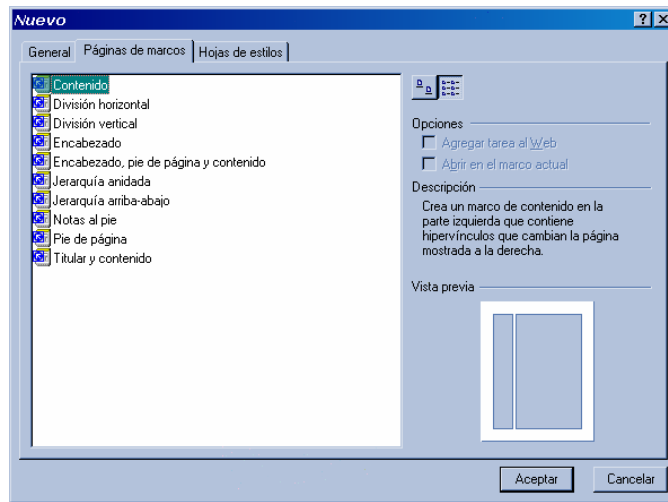 Nuevo
General
Páginas de marcos
Hojas de estilos
Contenido
División horizontal
División vertical
Encabezado
Encabezado, pie de página y contenido
Jerarquía anidada
Jerarquía arriba-abajo
Notas al pie
Pie de página
Titular y contenido
Opciones
Agregar tarea al Web
Abrir en el marco actual
Descripción
Crea un marco de contenido en la
parte izquierda que contiene
hipervínculos que cambian la página
mostrada a la derecha.
Vista previa
Aceptar
Cancelar